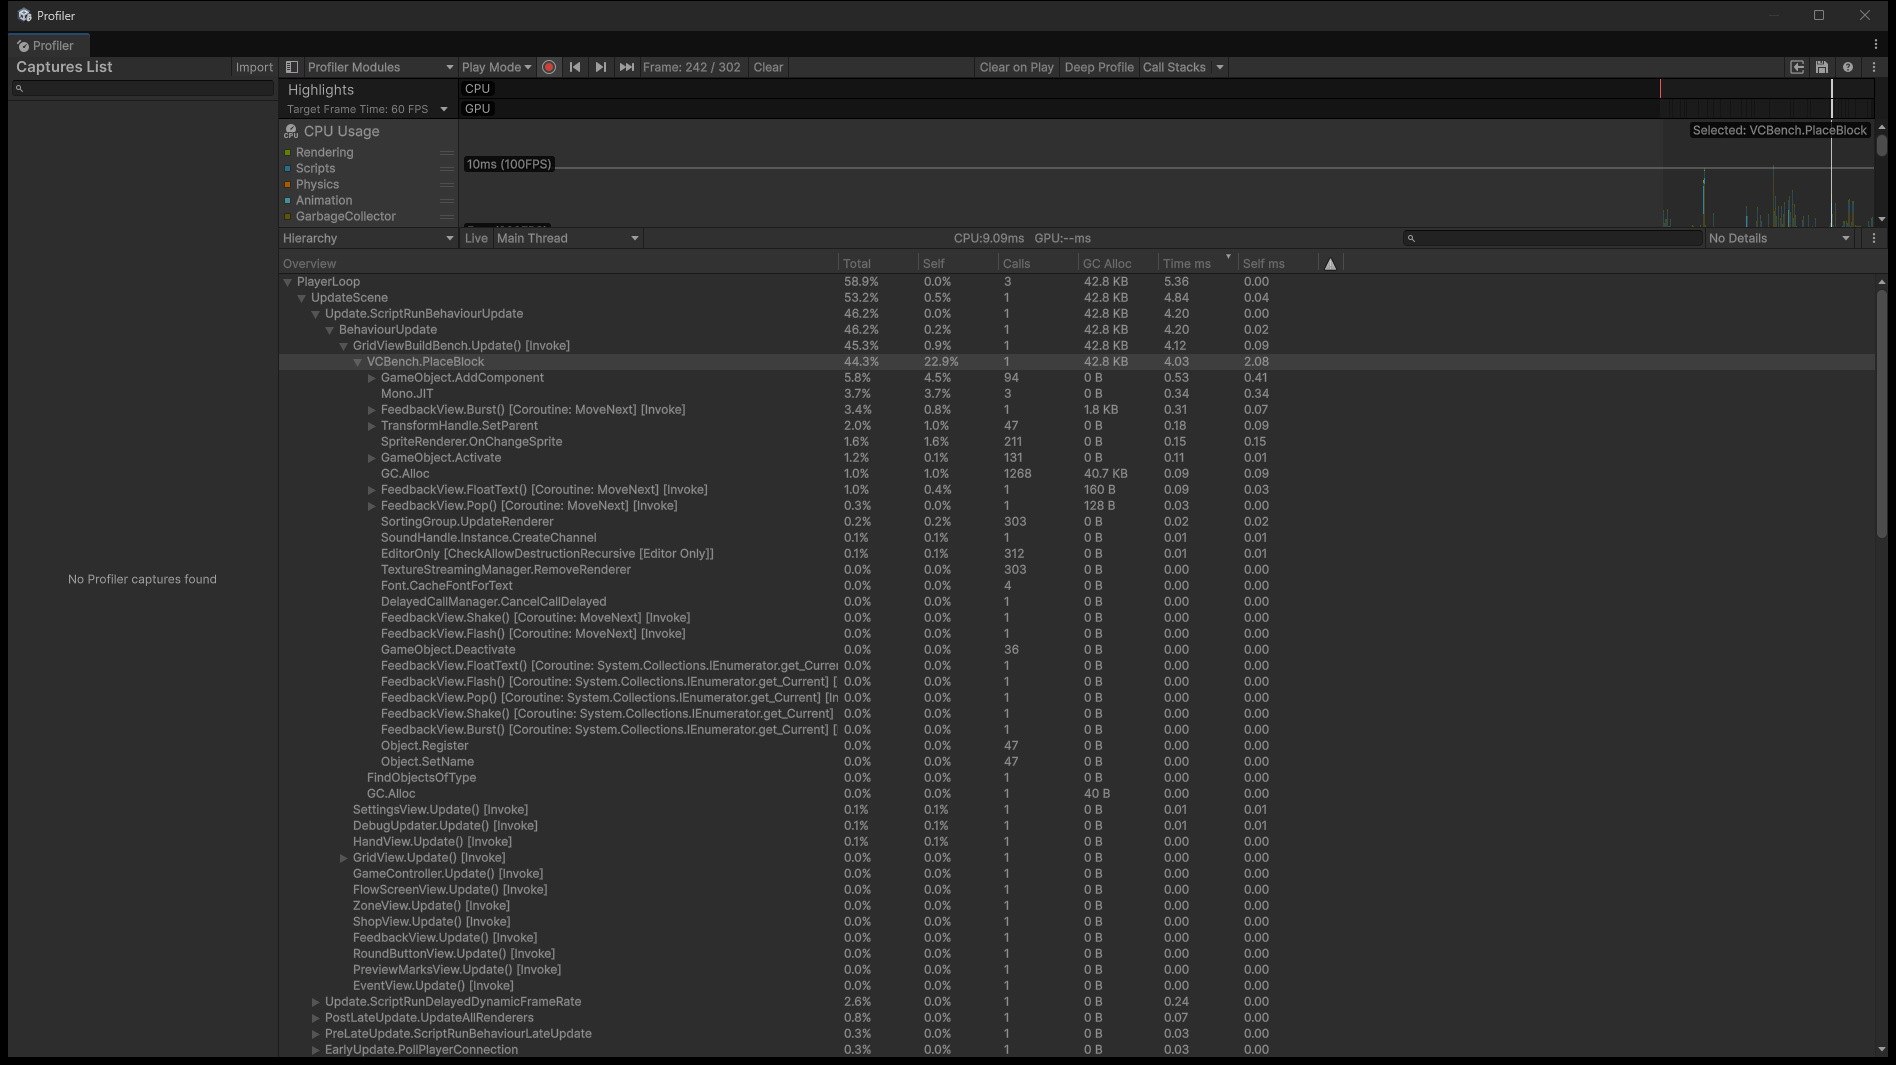 Profiler
Profiler
Captures List Import Profiler Modules Play Mode Frame: 242 / 302 Clear Clear on Play Deep Profile Call Stacks
Highlights CPU
Target Frame Time: 60 FPS GPU
CPU Usage Selected: VCBench.PlaceBlock
Rendering
10ms (100FPS)
Scripts
Physics
Animation
GarbageCollector
Hierarchy Live Main Thread CPU:9.09ms GPU:--ms No Details
Overview Total Self Calls GC Alloc Time ms Self ms
PlayerLoop 58.9% 0.0% 3 42.8 KB 5.36 0.00
UpdateScene 53.2% 0.5% 1 42.8 KB 4.84 0.04
Update.ScriptRunBehaviourUpdate 46.2% 0.0% 1 42.8 KB 4.20 0.00
BehaviourUpdate 46.2% 0.2% 1 42.8 KB 4.20 0.02
GridViewBuildBench.Update() [Invoke] 45.3% 0.9% 1 42.8 KB 4.12 0.09
VCBench.PlaceBlock 44.3% 22.9% 1 42.8 KB 4.03 2.08
GameObject.AddComponent 5.8% 4.5% 94 0 B 0.53 0.41
Mono.JIT 3.7% 3.7% 3 0 B 0.34 0.34
FeedbackView.Burst() [Coroutine: MoveNext] [Invoke] 3.4% 0.8% 1 1.8 KB 0.31 0.07
TransformHandle.SetParent 2.0% 1.0% 47 0 B 0.18 0.09
SpriteRenderer.OnChangeSprite 1.6% 1.6% 211 0 B 0.15 0.15
GameObject.Activate 1.2% 0.1% 131 0 B 0.11 0.01
GC.Alloc 1.0% 1.0% 1268 40.7 KB 0.09 0.09
FeedbackView.FloatText() [Coroutine: MoveNext] [Invoke] 1.0% 0.4% 1 160 B 0.09 0.03
FeedbackView.Pop() [Coroutine: MoveNext] [Invoke] 0.3% 0.0% 1 128 B 0.03 0.00
SortingGroup.UpdateRenderer 0.2% 0.2% 303 0 B 0.02 0.02
SoundHandle.Instance.CreateChannel 0.1% 0.1% 1 0 B 0.01 0.01
EditorOnly [CheckAllowDestructionRecursive [Editor Only]] 0.1% 0.1% 312 0 B 0.01 0.01
TextureStreamingManager.RemoveRenderer 0.0% 0.0% 303 0 B 0.00 0.00
Font.CacheFontForText 0.0% 0.0% 4 0 B 0.00 0.00
DelayedCallManager.CancelCallDelayed 0.0% 0.0% 1 0 B 0.00 0.00
FeedbackView.Shake() [Coroutine: MoveNext] [Invoke] 0.0% 0.0% 1 0 B 0.00 0.00
FeedbackView.Flash() [Coroutine: MoveNext] [Invoke] 0.0% 0.0% 1 0 B 0.00 0.00
GameObject.Deactivate 0.0% 0.0% 36 0 B 0.00 0.00
FeedbackView.FloatText() [Coroutine: System.Collections.IEnumerator.get_Curre 0.0% 0.0% 1 0 B 0.00 0.00
FeedbackView.Flash() [Coroutine: System.Collections.IEnumerator.get_Current] [ 0.0% 0.0% 1 0 B 0.00 0.00
FeedbackView.Pop() [Coroutine: System.Collections.IEnumerator.get_Current] [In 0.0% 0.0% 1 0 B 0.00 0.00
FeedbackView.Shake() [Coroutine: System.Collections.IEnumerator.get_Current] 0.0% 0.0% 1 0 B 0.00 0.00
FeedbackView.Burst() [Coroutine: System.Collections.IEnumerator.get_Current] [ 0.0% 0.0% 1 0 B 0.00 0.00
Object.Register 0.0% 0.0% 47 0 B 0.00 0.00
Object.SetName 0.0% 0.0% 47 0 B 0.00 0.00
FindObjectsOfType 0.0% 0.0% 1 0 B 0.00 0.00
GC.Alloc 0.0% 0.0% 1 40 B 0.00 0.00
SettingsView.Update() [Invoke] 0.1% 0.1% 1 0 B 0.01 0.01
DebugUpdater.Update() [Invoke] 0.1% 0.1% 1 0 B 0.01 0.01
HandView.Update() [Invoke] 0.1% 0.1% 1 0 B 0.00 0.00
GridView.Update() [Invoke] 0.0% 0.0% 1 0 B 0.00 0.00
GameController.Update() [Invoke] 0.0% 0.0% 1 0 B 0.00 0.00
FlowScreenView.Update() [Invoke] 0.0% 0.0% 1 0 B 0.00 0.00
ZoneView.Update() [Invoke] 0.0% 0.0% 1 0 B 0.00 0.00
ShopView.Update() [Invoke] 0.0% 0.0% 1 0 B 0.00 0.00
FeedbackView.Update() [Invoke] 0.0% 0.0% 1 0 B 0.00 0.00
RoundButtonView.Update() [Invoke] 0.0% 0.0% 1 0 B 0.00 0.00
PreviewMarksView.Update() [Invoke] 0.0% 0.0% 1 0 B 0.00 0.00
EventView.Update() [Invoke] 0.0% 0.0% 1 0 B 0.00 0.00
Update.ScriptRunDelayedDynamicFrameRate 2.6% 0.0% 1 0 B 0.24 0.00
PostLateUpdate.UpdateAllRenderers 0.8% 0.0% 1 0 B 0.07 0.00
PreLateUpdate.ScriptRunBehaviourLateUpdate 0.3% 0.0% 1 0 B 0.03 0.00
EarlyUpdate.PollPlayerConnection 0.3% 0.0% 1 0 B 0.03 0.00
No Profiler captures found